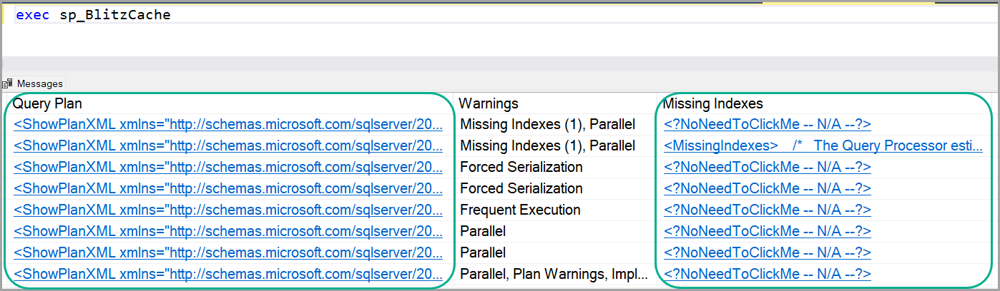 exec sp_BlitzCache
Messages
Query Plan Warnings Missing Indexes
<ShowPlanXML xmlns="http://schemas.microsoft.com/sqlserver/20... Missing Indexes (1), Parallel <?NoNeedToClickMe -- N/A --?>
<ShowPlanXML xmlns="http://schemas.microsoft.com/sqlserver/20... Missing Indexes (1), Parallel <MissingIndexes> /* The Query Processor esti...
<ShowPlanXML xmlns="http://schemas.microsoft.com/sqlserver/20... Forced Serialization <?NoNeedToClickMe -- N/A --?>
<ShowPlanXML xmlns="http://schemas.microsoft.com/sqlserver/20... Forced Serialization <?NoNeedToClickMe -- N/A --?>
<ShowPlanXML xmlns="http://schemas.microsoft.com/sqlserver/20... Frequent Execution <?NoNeedToClickMe -- N/A --?>
<ShowPlanXML xmlns="http://schemas.microsoft.com/sqlserver/20... Parallel <?NoNeedToClickMe -- N/A --?>
<ShowPlanXML xmlns="http://schemas.microsoft.com/sqlserver/20... Parallel <?NoNeedToClickMe -- N/A --?>
<ShowPlanXML xmlns="http://schemas.microsoft.com/sqlserver/20... Parallel, Plan Warnings, Impl... <?NoNeedToClickMe -- N/A --?>